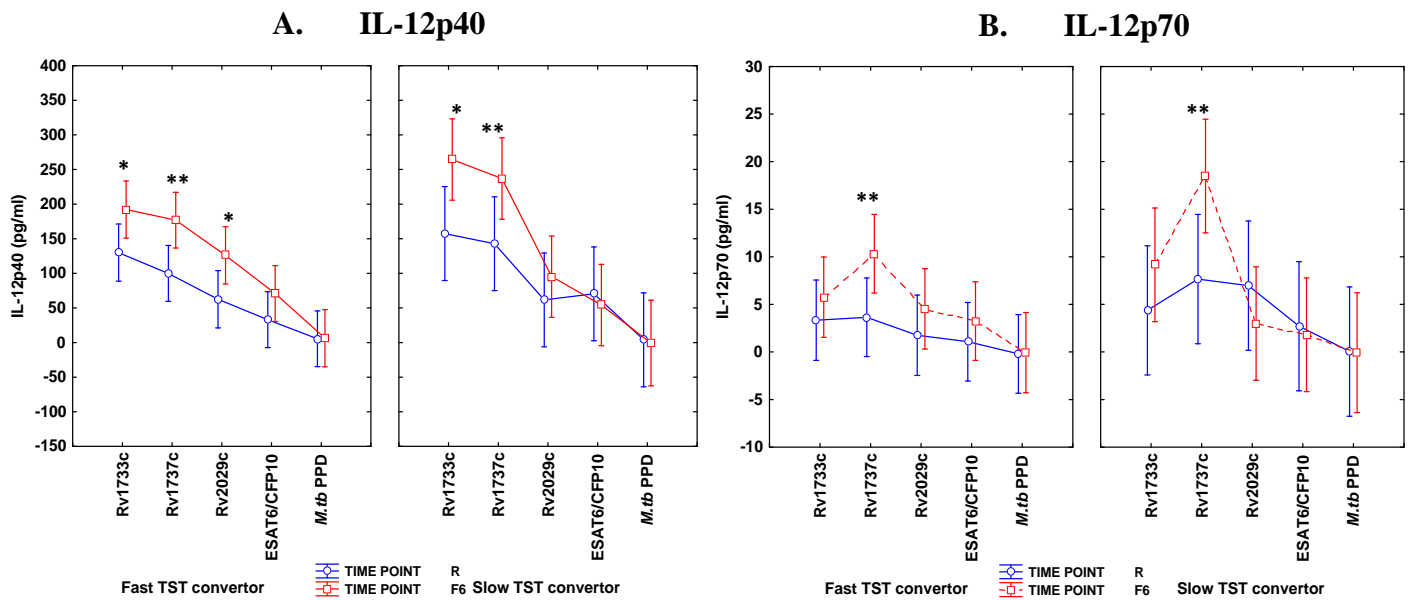 A. IL-12p40
B. IL-12p70
IL-12p40 (pg/ml)
400
350
300
250
200
150
100
50
0
-50
-100
-150
* ** *
* **
Rv1733c
Rv1737c
Rv2029c
ESAT6/CFP10
M.tb PPD
Rv1733c
Rv1737c
Rv2029c
ESAT6/CFP10
M.tb PPD
Fast TST convertor
TIME POINT R
TIME POINT F6
Slow TST convertor
IL-12p70 (pg/ml)
30
25
20
15
10
5
0
-5
-10
**
**
Rv1733c
Rv1737c
Rv2029c
ESAT6/CFP10
M.tb PPD
Rv1733c
Rv1737c
Rv2029c
ESAT6/CFP10
M.tb PPD
Fast TST convertor
TIME POINT R
TIME POINT F6
Slow TST convertor